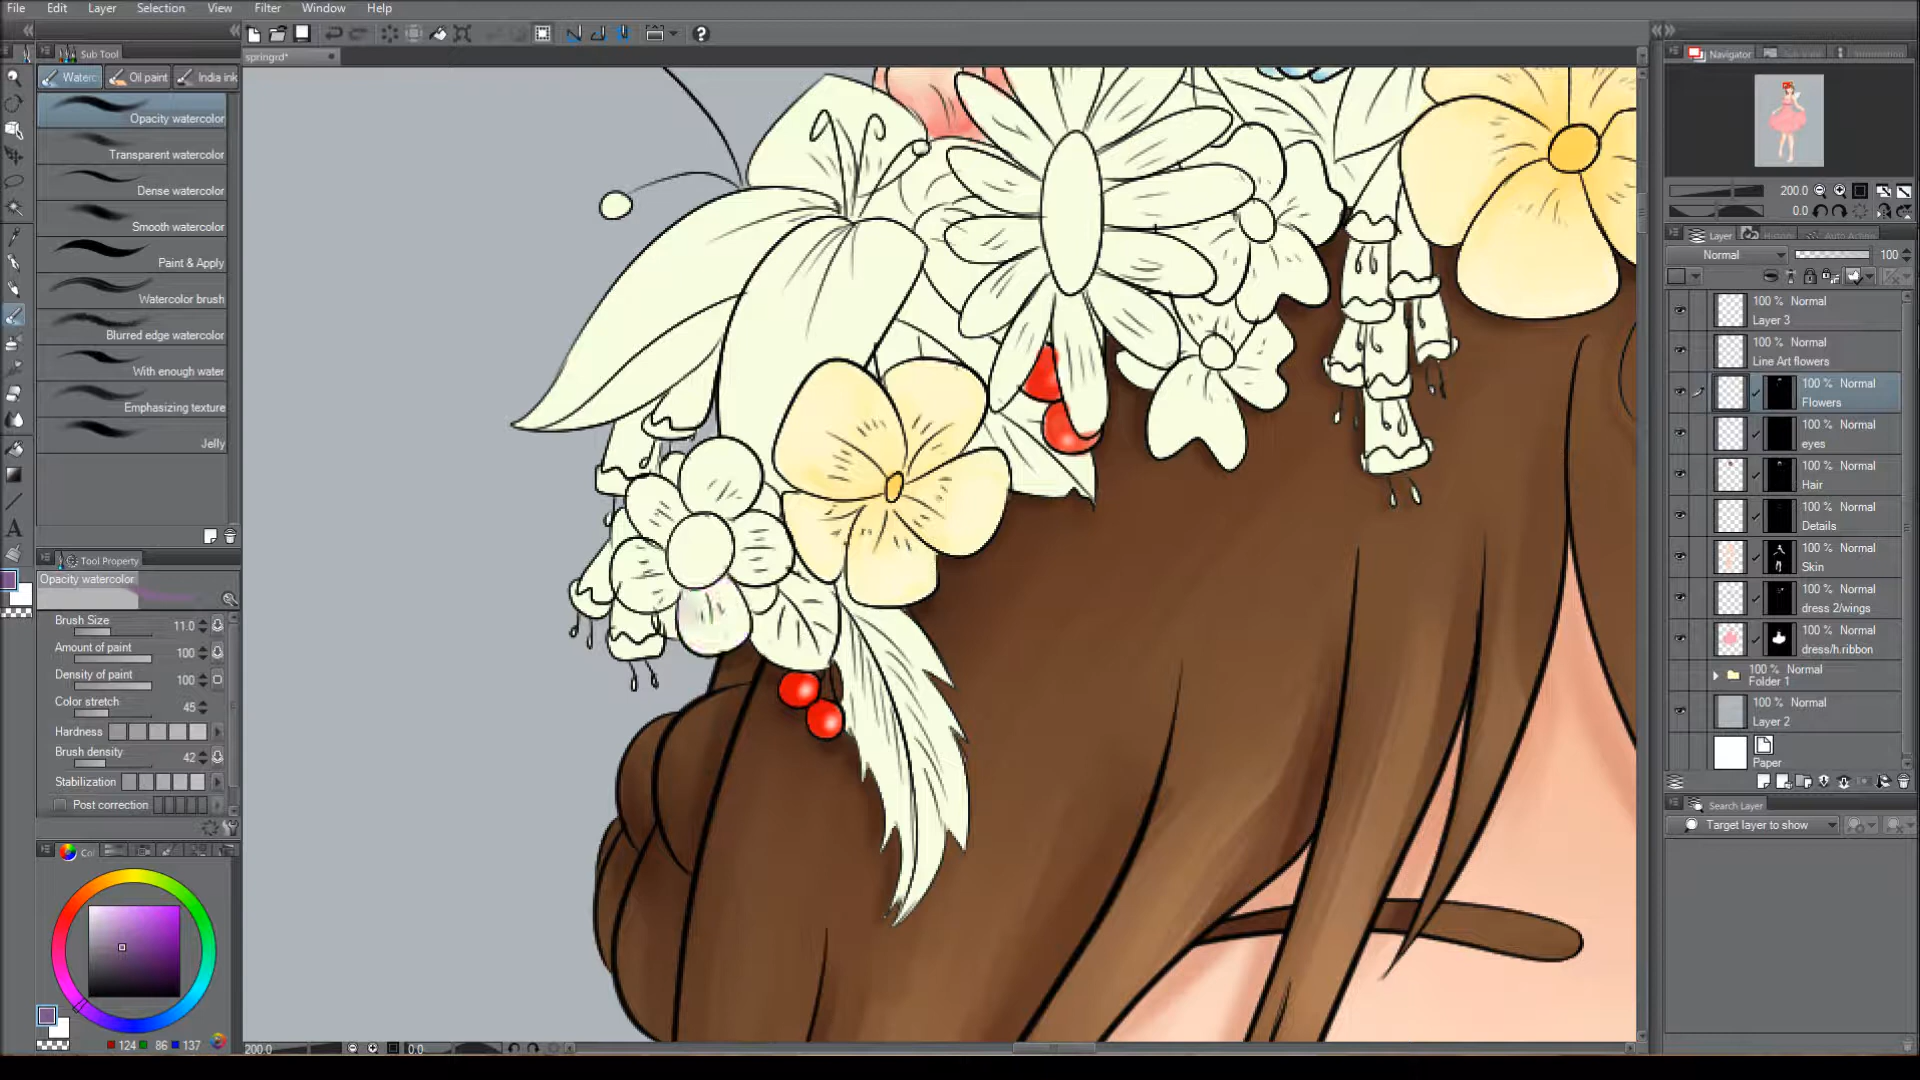 File Edit Layer Selection View Filter Window Help
Sub Tool
springrd*
Navigator
Waterc Oil paint India ink
Opacity watercolor
Transparent watercolor
Dense watercolor
Smooth watercolor
Paint & Apply
Watercolor brush
Blurred edge watercolor
With enough water
Emphasizing texture
Jelly
Tool Property
Opacity watercolor
Brush Size 11.0
Amount of paint 100
Density of paint 100
Color stretch 45
Hardness
Brush density 42
Stabilization
Post correction
Col
124 86 137
200.0 0.0
200.0
0.0
Layer Auto Action
Normal 100
100 % Normal
Layer 3
100 % Normal
Line Art flowers
100 % Normal
Flowers
100 % Normal
eyes
100 % Normal
Hair
100 % Normal
Details
100 % Normal
Skin
100 % Normal
dress 2/wings
100 % Normal
dress/h.ribbon
100 % Normal
Folder 1
100 % Normal
Layer 2
Paper
Search Layer
Target layer to show